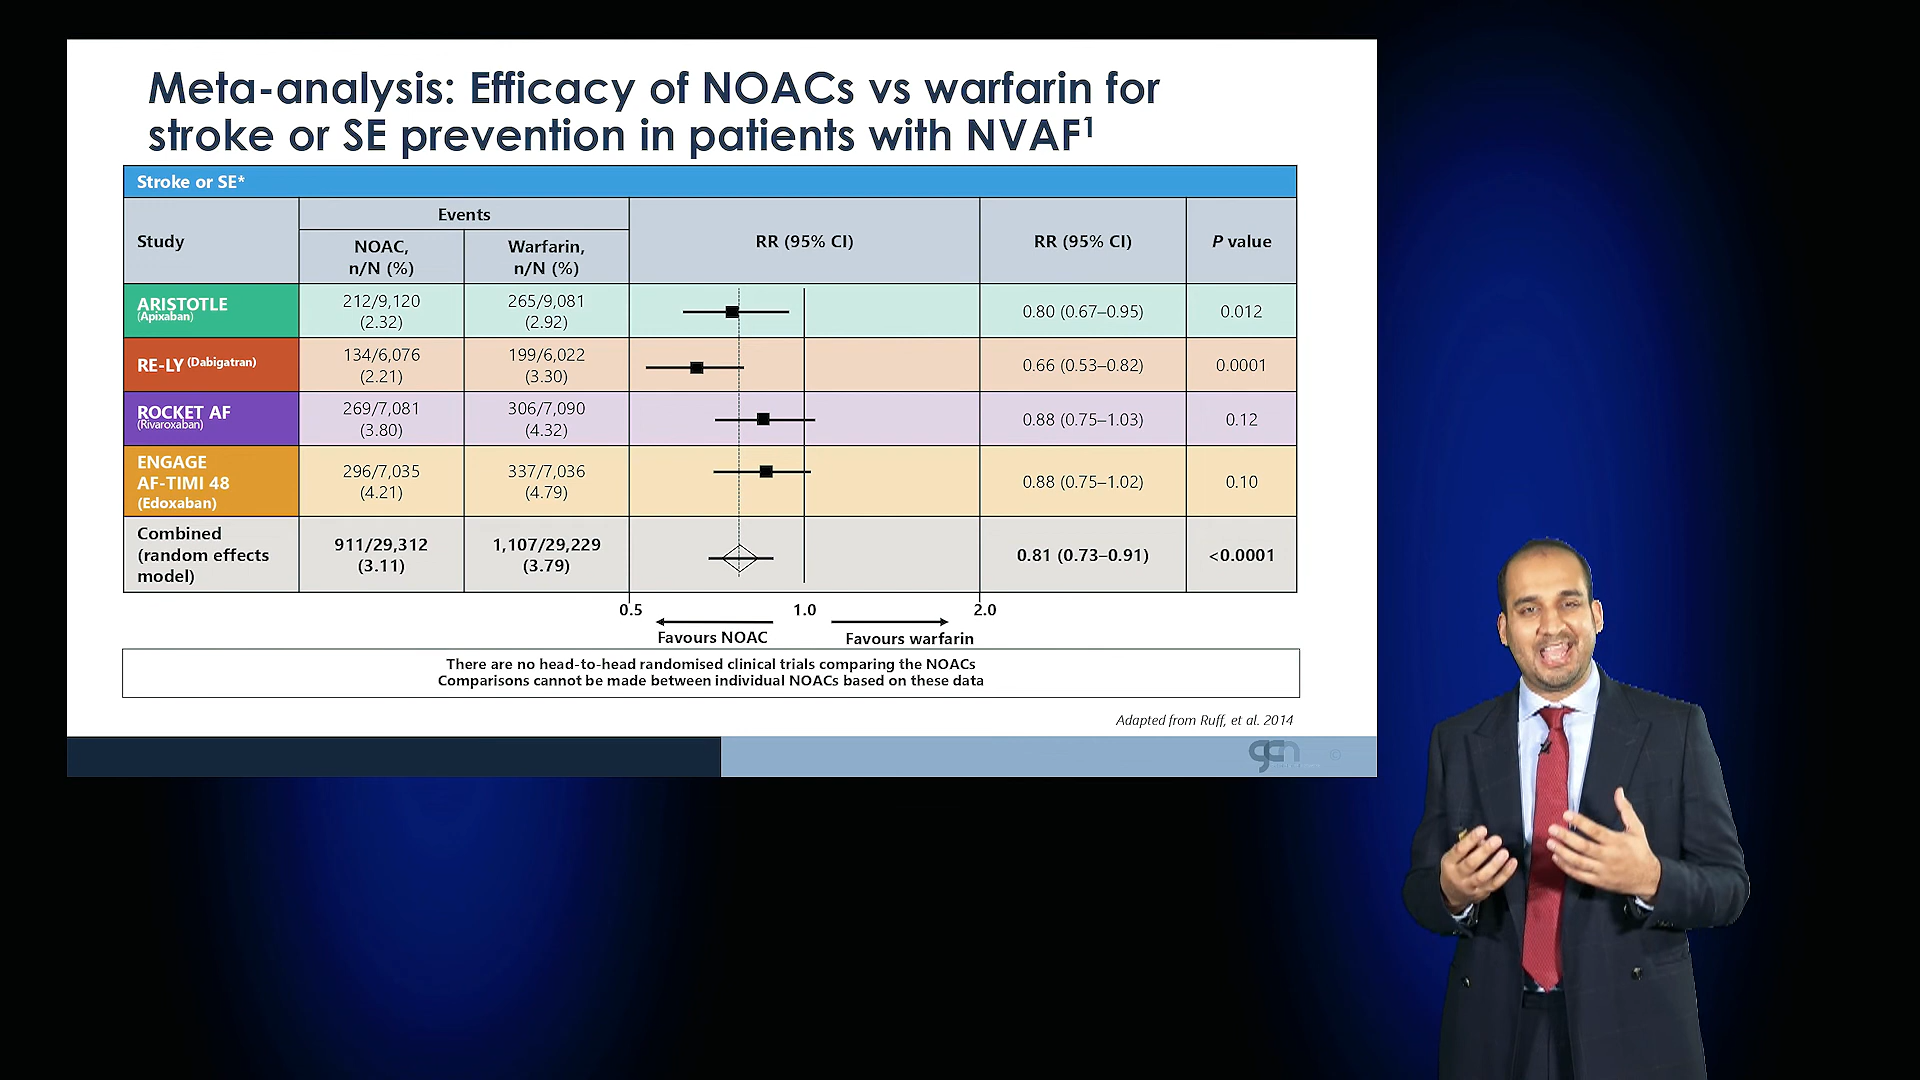 Meta-analysis: Efficacy of NOACs vs warfarin for
stroke or SE prevention in patients with NVAF¹
Stroke or SE*
Study
Events
NOAC,
n/N (%)
Warfarin,
n/N (%)
RR (95% CI)
RR (95% CI)
P value
ARISTOTLE
(Apixaban)
212/9,120
(2.32)
265/9,081
(2.92)
0.80 (0.67–0.95)
0.012
RE-LY (Dabigatran)
134/6,076
(2.21)
199/6,022
(3.30)
0.66 (0.53–0.82)
0.0001
ROCKET AF
(Rivaroxaban)
269/7,081
(3.80)
306/7,090
(4.32)
0.88 (0.75–1.03)
0.12
ENGAGE
AF-TIMI 48
(Edoxaban)
296/7,035
(4.21)
337/7,036
(4.79)
0.88 (0.75–1.02)
0.10
Combined
(random effects
model)
911/29,312
(3.11)
1,107/29,229
(3.79)
0.81 (0.73–0.91)
<0.0001
0.5
1.0
2.0
Favours NOAC
Favours warfarin
There are no head-to-head randomised clinical trials comparing the NOACs
Comparisons cannot be made between individual NOACs based on these data
Adapted from Ruff, et al. 2014
©